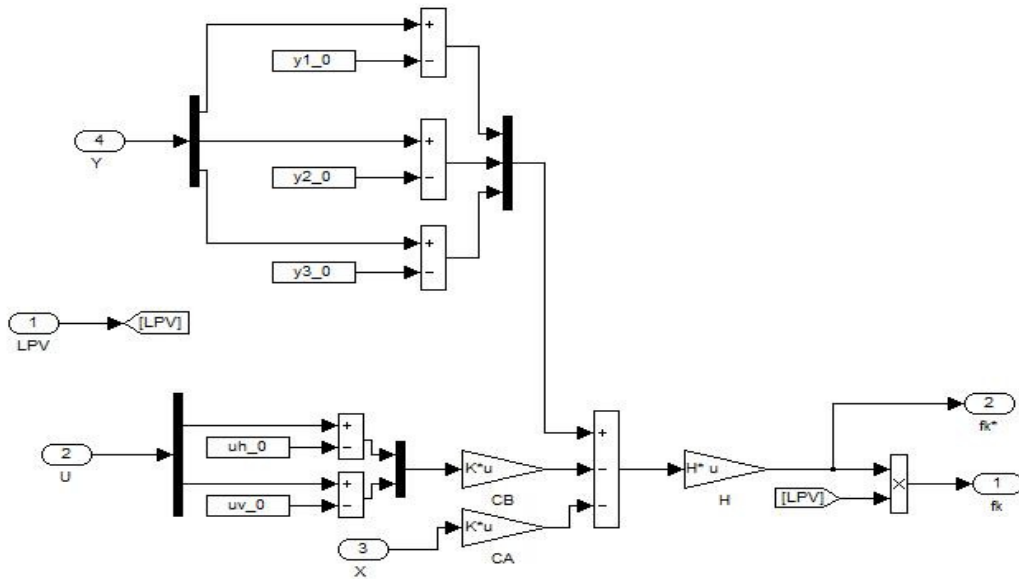 +
y1_0
−
4
Y
+
y2_0
−
+
y3_0
−
1
LPV
[LPV]
2
U
+
uh_0
−
+
uv_0
−
K*u
CB
3
X
K*u
CA
+
−
−
H* u
H
2
fk*
[LPV]
X
1
fk